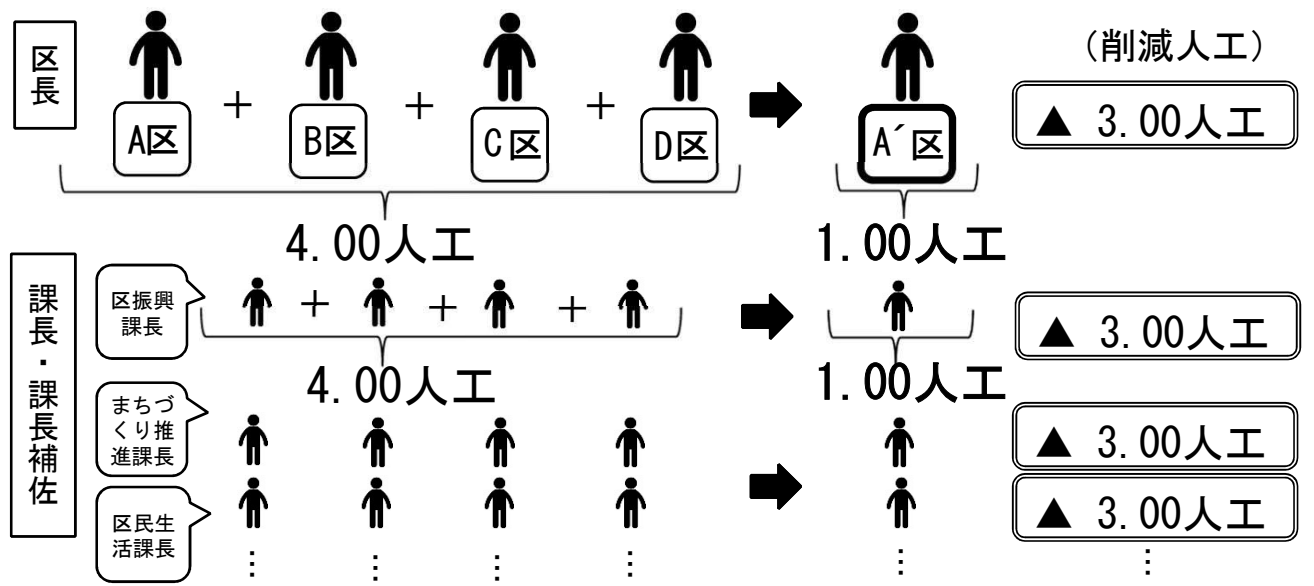 区長
A区
+
B区
+
C区
+
D区
A´区
(削減人工)
▲ 3.00人工
4.00人工
1.00人工
課長・課長補佐
区振興
課長
+ + +
▲ 3.00人工
4.00人工
1.00人工
まちづ
くり推
進課長
▲ 3.00人工
区民生
活課長
▲ 3.00人工
⋮ ⋮ ⋮ ⋮ ⋮ ⋮